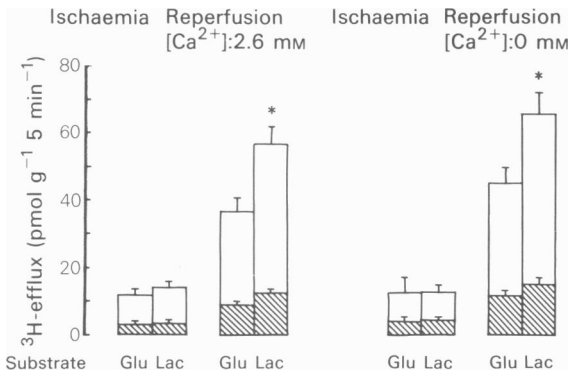 Ischaemia Reperfusion Ischaemia Reperfusion
[Ca²⁺]:2.6 mM [Ca²⁺]:0 mM
³H-efflux (pmol g⁻¹ 5 min⁻¹)
80
60
40
20
0
* *
Substrate Glu Lac Glu Lac Glu Lac Glu Lac